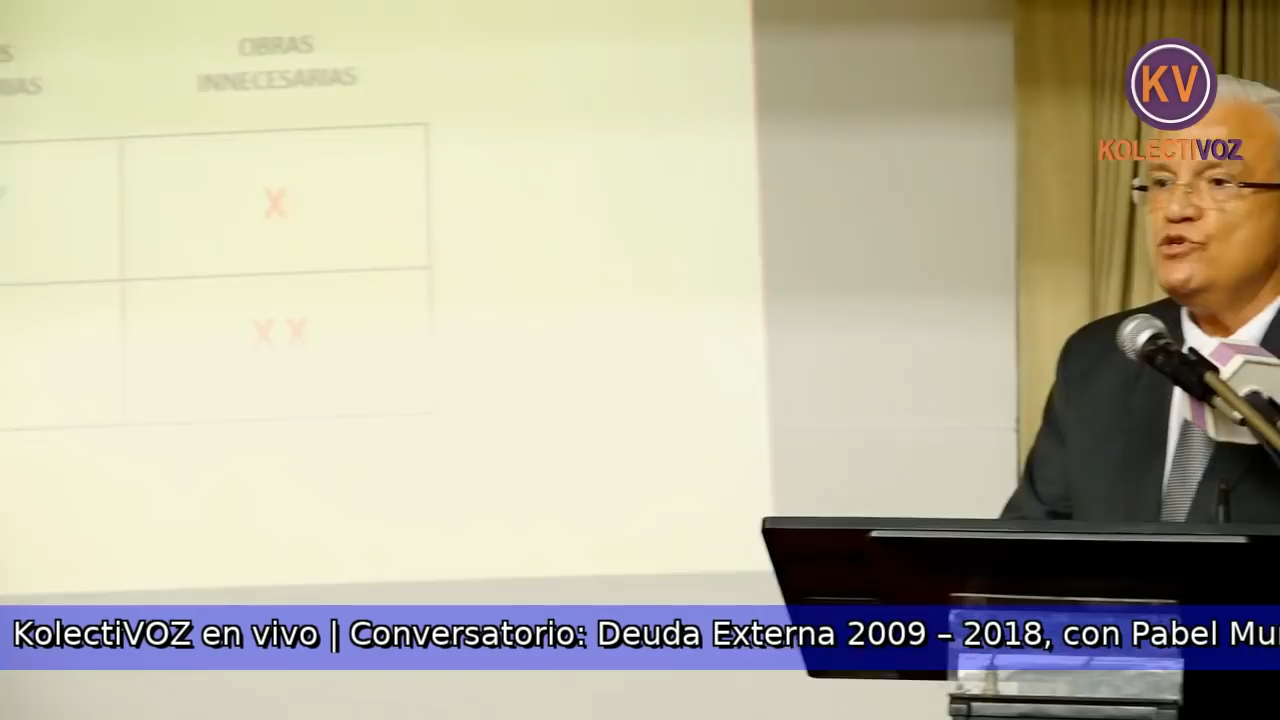 OBRAS
INNECESARIAS
X
X X
KV
KOLECTIVOZ
KolectiVOZ en vivo | Conversatorio: Deuda Externa 2009 – 2018, con Pabel